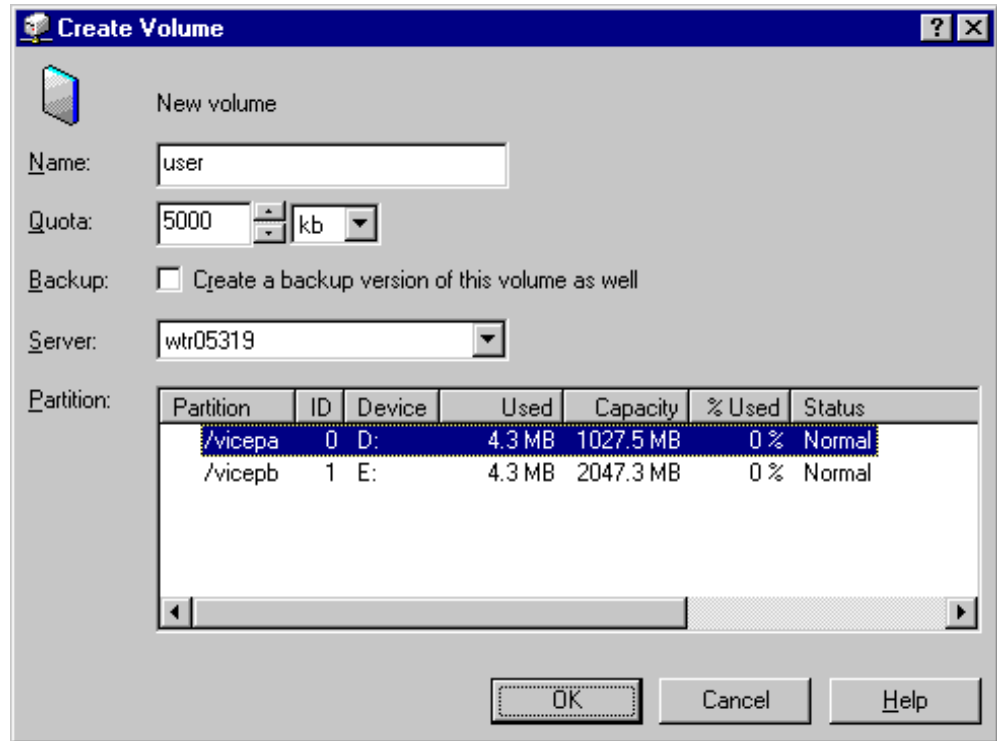 Create Volume
New volume
Name: user
Quota: 5000 kb
Backup: Create a backup version of this volume as well
Server: wtr05319
Partition: Partition ID Device Used Capacity % Used Status
/vicepa 0 D: 4.3 MB 1027.5 MB 0 % Normal
/vicepb 1 E: 4.3 MB 2047.3 MB 0 % Normal
OK Cancel Help